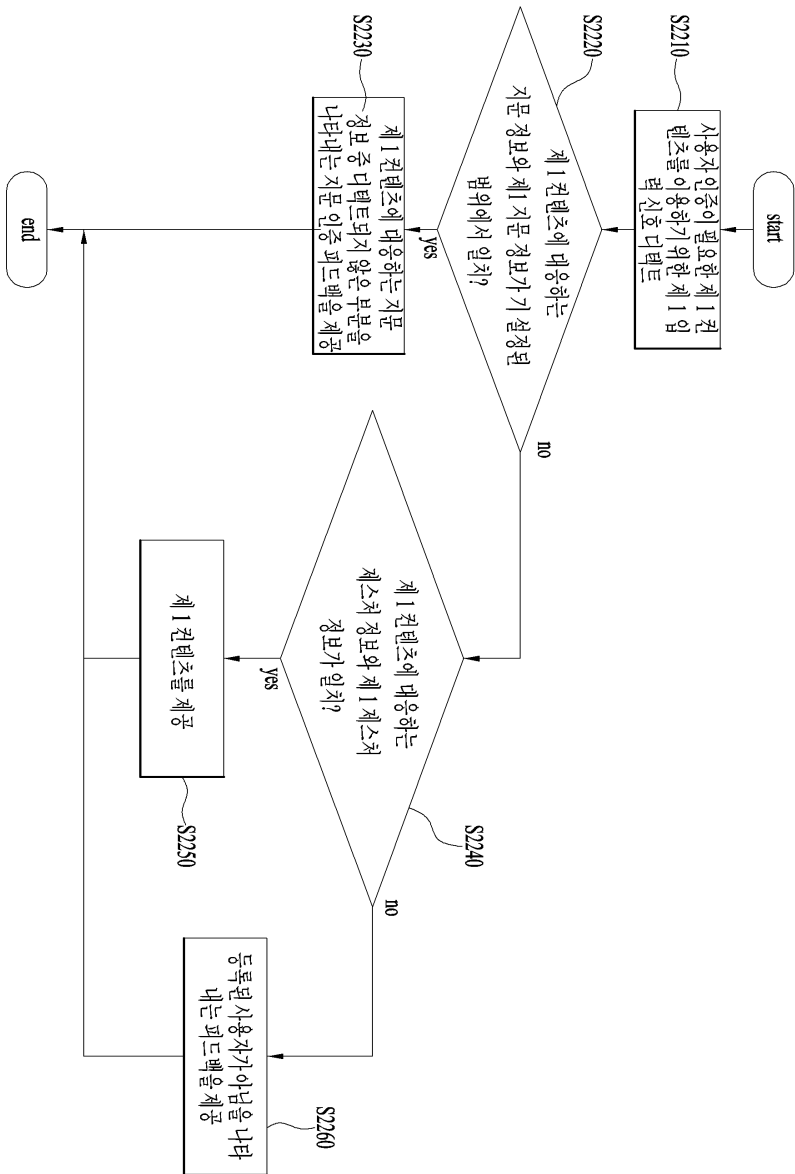 start
S2210
사용자 인증이 필요한 제 1 컨
텐츠를 이용하기 위한 제 1 입
력 신호 디텍트
S2220
제 1 컨텐츠에 대응하는
지문 정보와 제1 지문 정보가 기 설정된
범위에서 일치?
no
yes
S2230
제 1 컨텐츠에 대응하는 지문
정보 중 디텍트되지 않은 부분을
나타내는 지문 인증 피드백을 제공
S2240
제 1 컨텐츠에 대응하는
제스처 정보와 제 1 제스처
정보가 일치?
no
yes
제 1 컨텐츠를 제공
S2250
등록된 사용자가 아님을 나타
내는 피드백을 제공
S2260
end